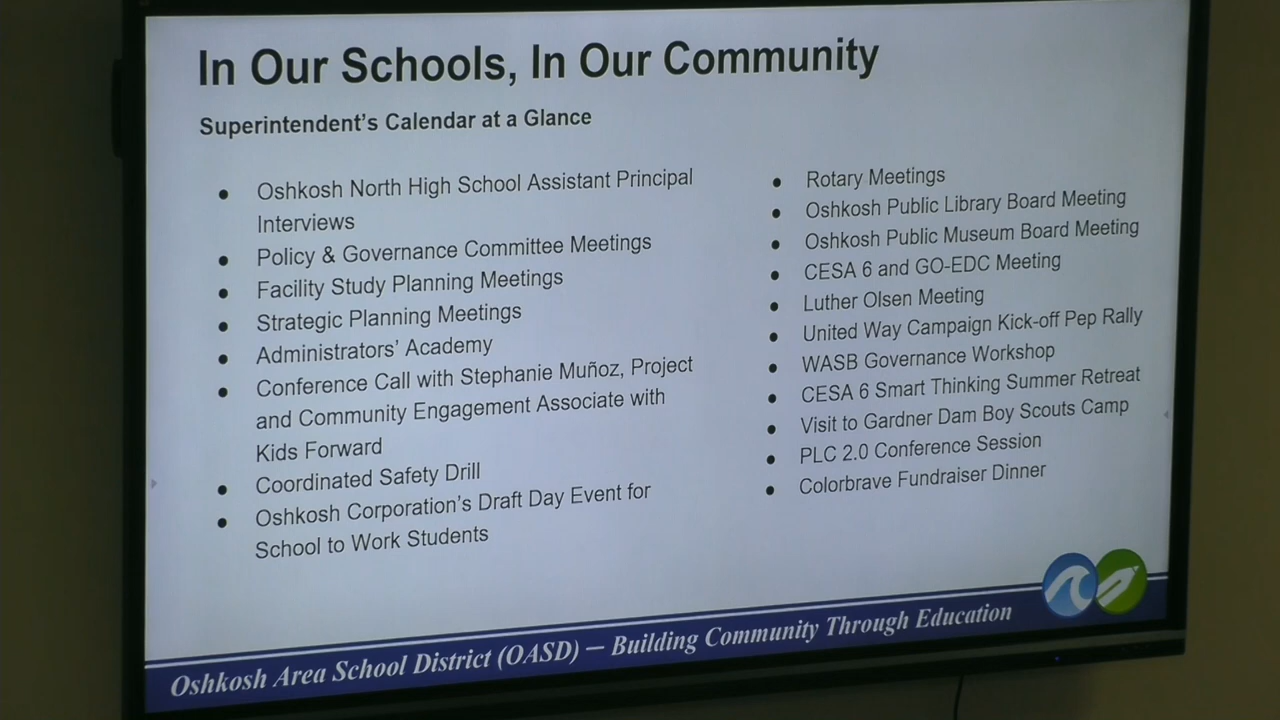 In Our Schools, In Our Community
Superintendent's Calendar at a Glance
● Oshkosh North High School Assistant Principal
Interviews
● Policy & Governance Committee Meetings
● Facility Study Planning Meetings
● Strategic Planning Meetings
● Administrators' Academy
● Conference Call with Stephanie Muñoz, Project
and Community Engagement Associate with
Kids Forward
● Coordinated Safety Drill
● Oshkosh Corporation's Draft Day Event for
School to Work Students
● Rotary Meetings
● Oshkosh Public Library Board Meeting
● Oshkosh Public Museum Board Meeting
● CESA 6 and GO-EDC Meeting
● Luther Olsen Meeting
● United Way Campaign Kick-off Pep Rally
● WASB Governance Workshop
● CESA 6 Smart Thinking Summer Retreat
● Visit to Gardner Dam Boy Scouts Camp
● PLC 2.0 Conference Session
● Colorbrave Fundraiser Dinner
Oshkosh Area School District (OASD) — Building Community Through Education